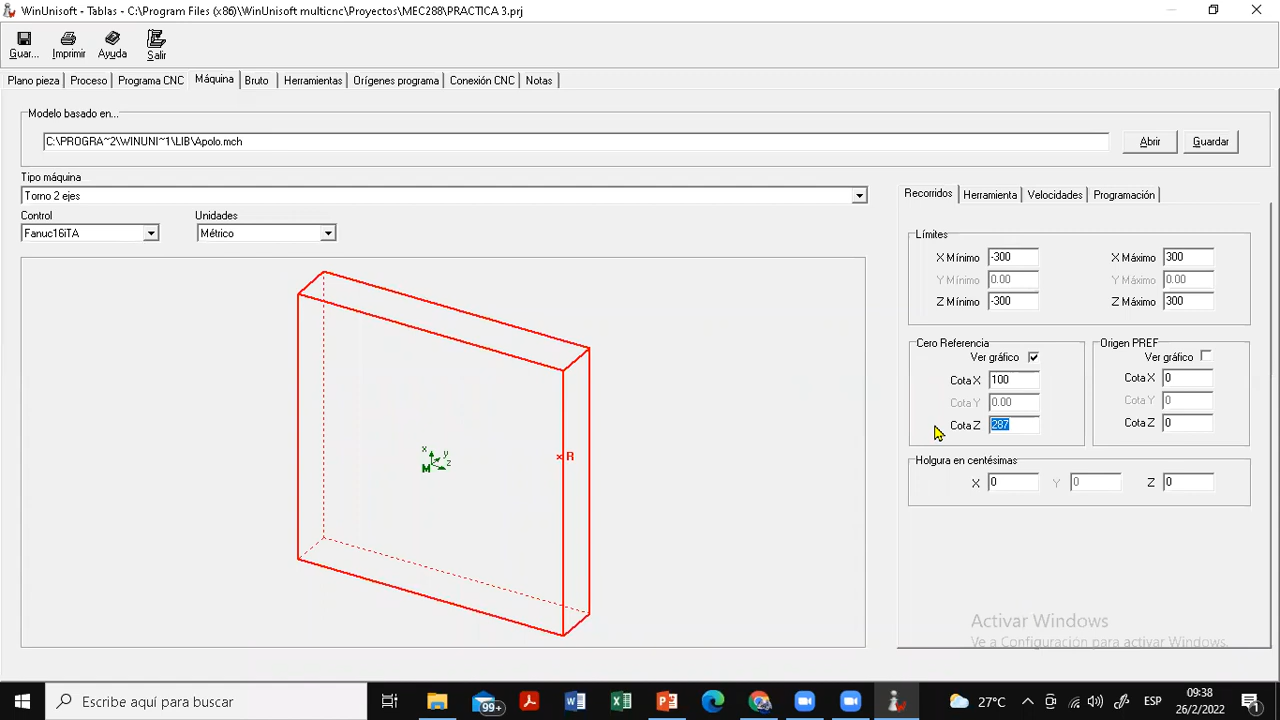 WinUnisoft - Tablas - C:\Program Files (x86)\WinUnisoft multicnc\Proyectos\MEC288\PRACTICA 3.prj
Guar... Imprimir Ayuda Salir
Plano pieza Proceso Programa CNC Máquina Bruto Herramientas Orígenes programa Conexión CNC Notas
Modelo basado en...
C:\PROGRA~2\WINUNI~1\LIB\Apolo.mch Abrir Guardar
Tipo máquina
Torno 2 ejes
Control Unidades
Fanuc16iTA Métrico
Recorridos Herramienta Velocidades Programación
Límites
X Mínimo -300 X Máximo 300
Y Mínimo 0.00 Y Máximo 0.00
Z Mínimo -300 Z Máximo 300
Cero Referencia Origen PREF
Ver gráfico Ver gráfico
Cota X 100 Cota X 0
Cota Y 0.00 Cota Y 0
Cota Z 287 Cota Z 0
Holgura en centésimas
X 0 Y 0 Z 0
x y z M
R
Activar Windows
Ve a Configuración para activar Windows.
Escribe aquí para buscar
99+
27°C
ESP
09:38
26/2/2022
1